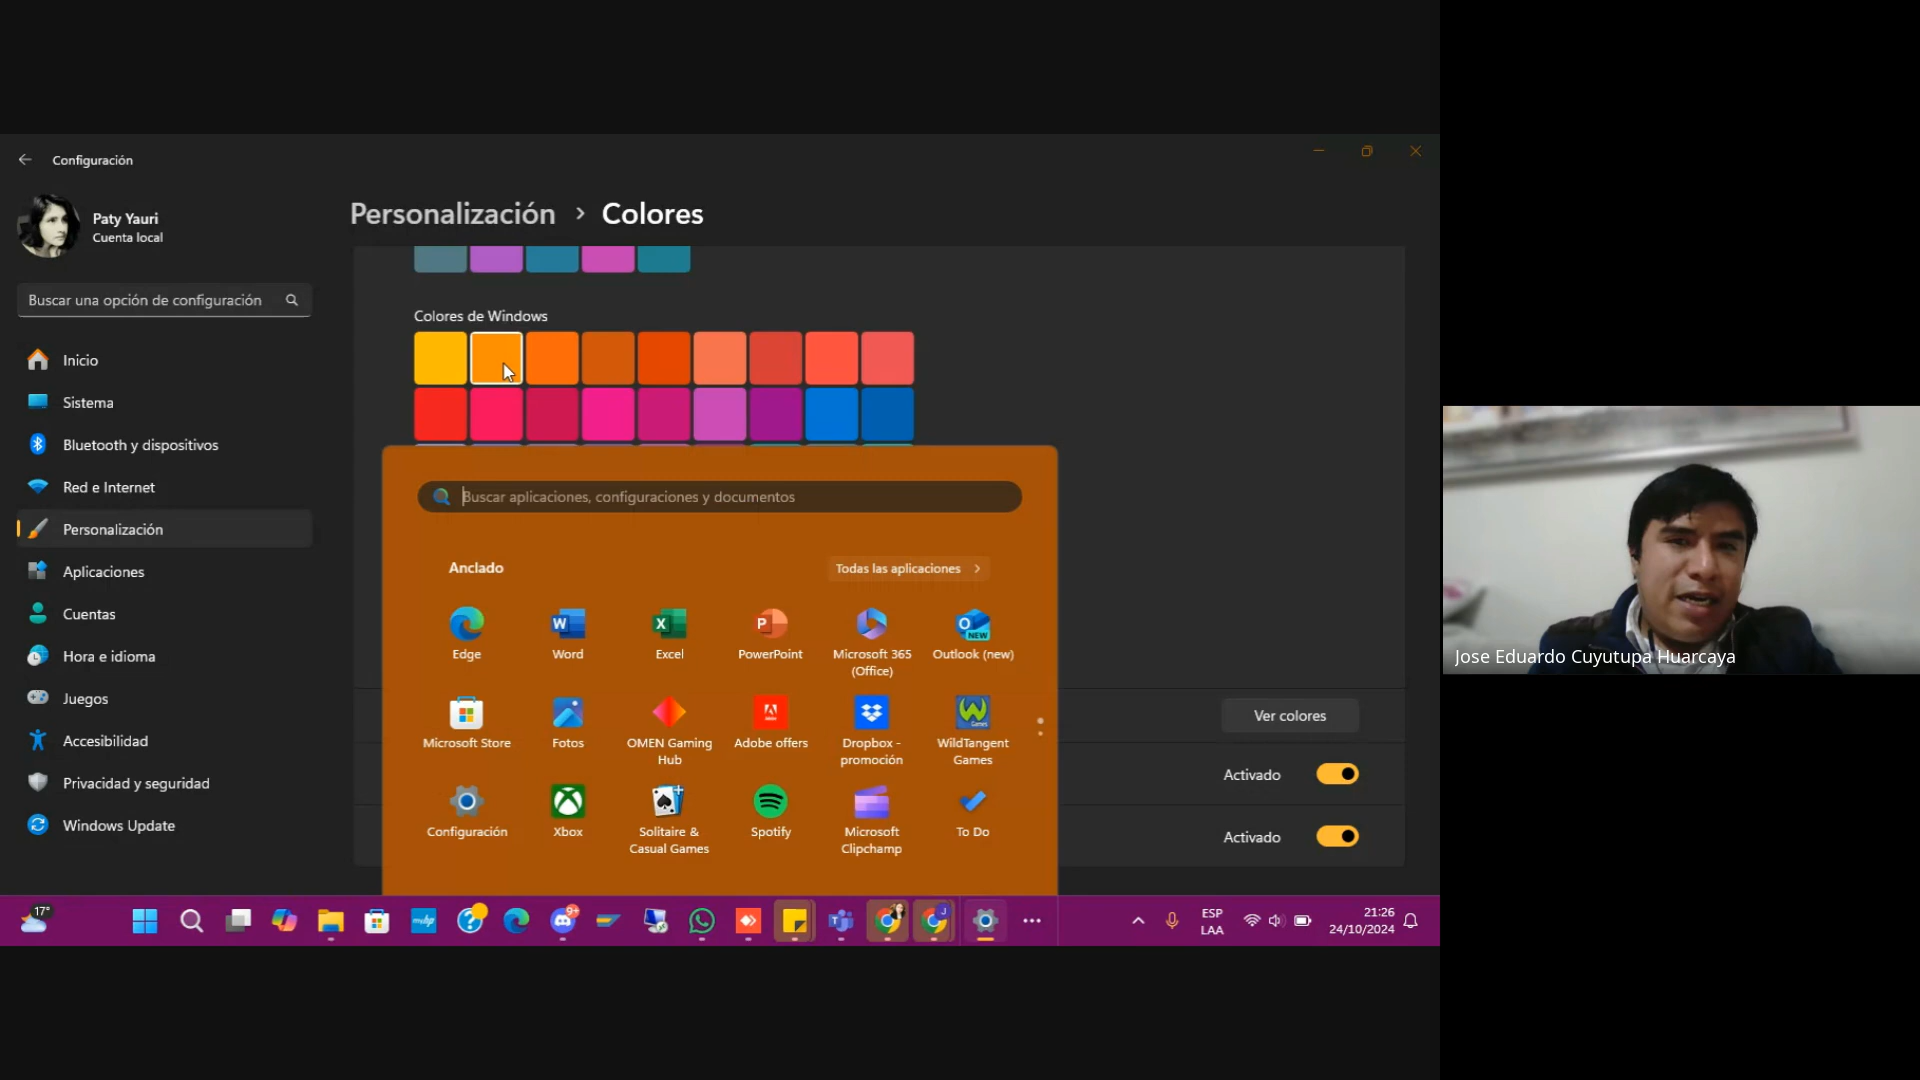 Configuración
Paty Yauri
Cuenta local
Buscar una opción de configuración
Inicio
Sistema
Bluetooth y dispositivos
Red e Internet
Personalización
Aplicaciones
Cuentas
Hora e idioma
Juegos
Accesibilidad
Privacidad y seguridad
Windows Update
Personalización > Colores
Colores de Windows
Buscar aplicaciones, configuraciones y documentos
Anclado
Todas las aplicaciones >
Edge
Word
Excel
PowerPoint
Microsoft 365
(Office)
Outlook (new)
Microsoft Store
Fotos
OMEN Gaming
Hub
Adobe offers
Dropbox -
promoción
WildTangent
Games
Configuración
Xbox
Solitaire &
Casual Games
Spotify
Microsoft
Clipchamp
To Do
Ver colores
Activado
Activado
17°
9+
ESP
LAA
21:26
24/10/2024
Jose Eduardo Cuyutupa Huarcaya